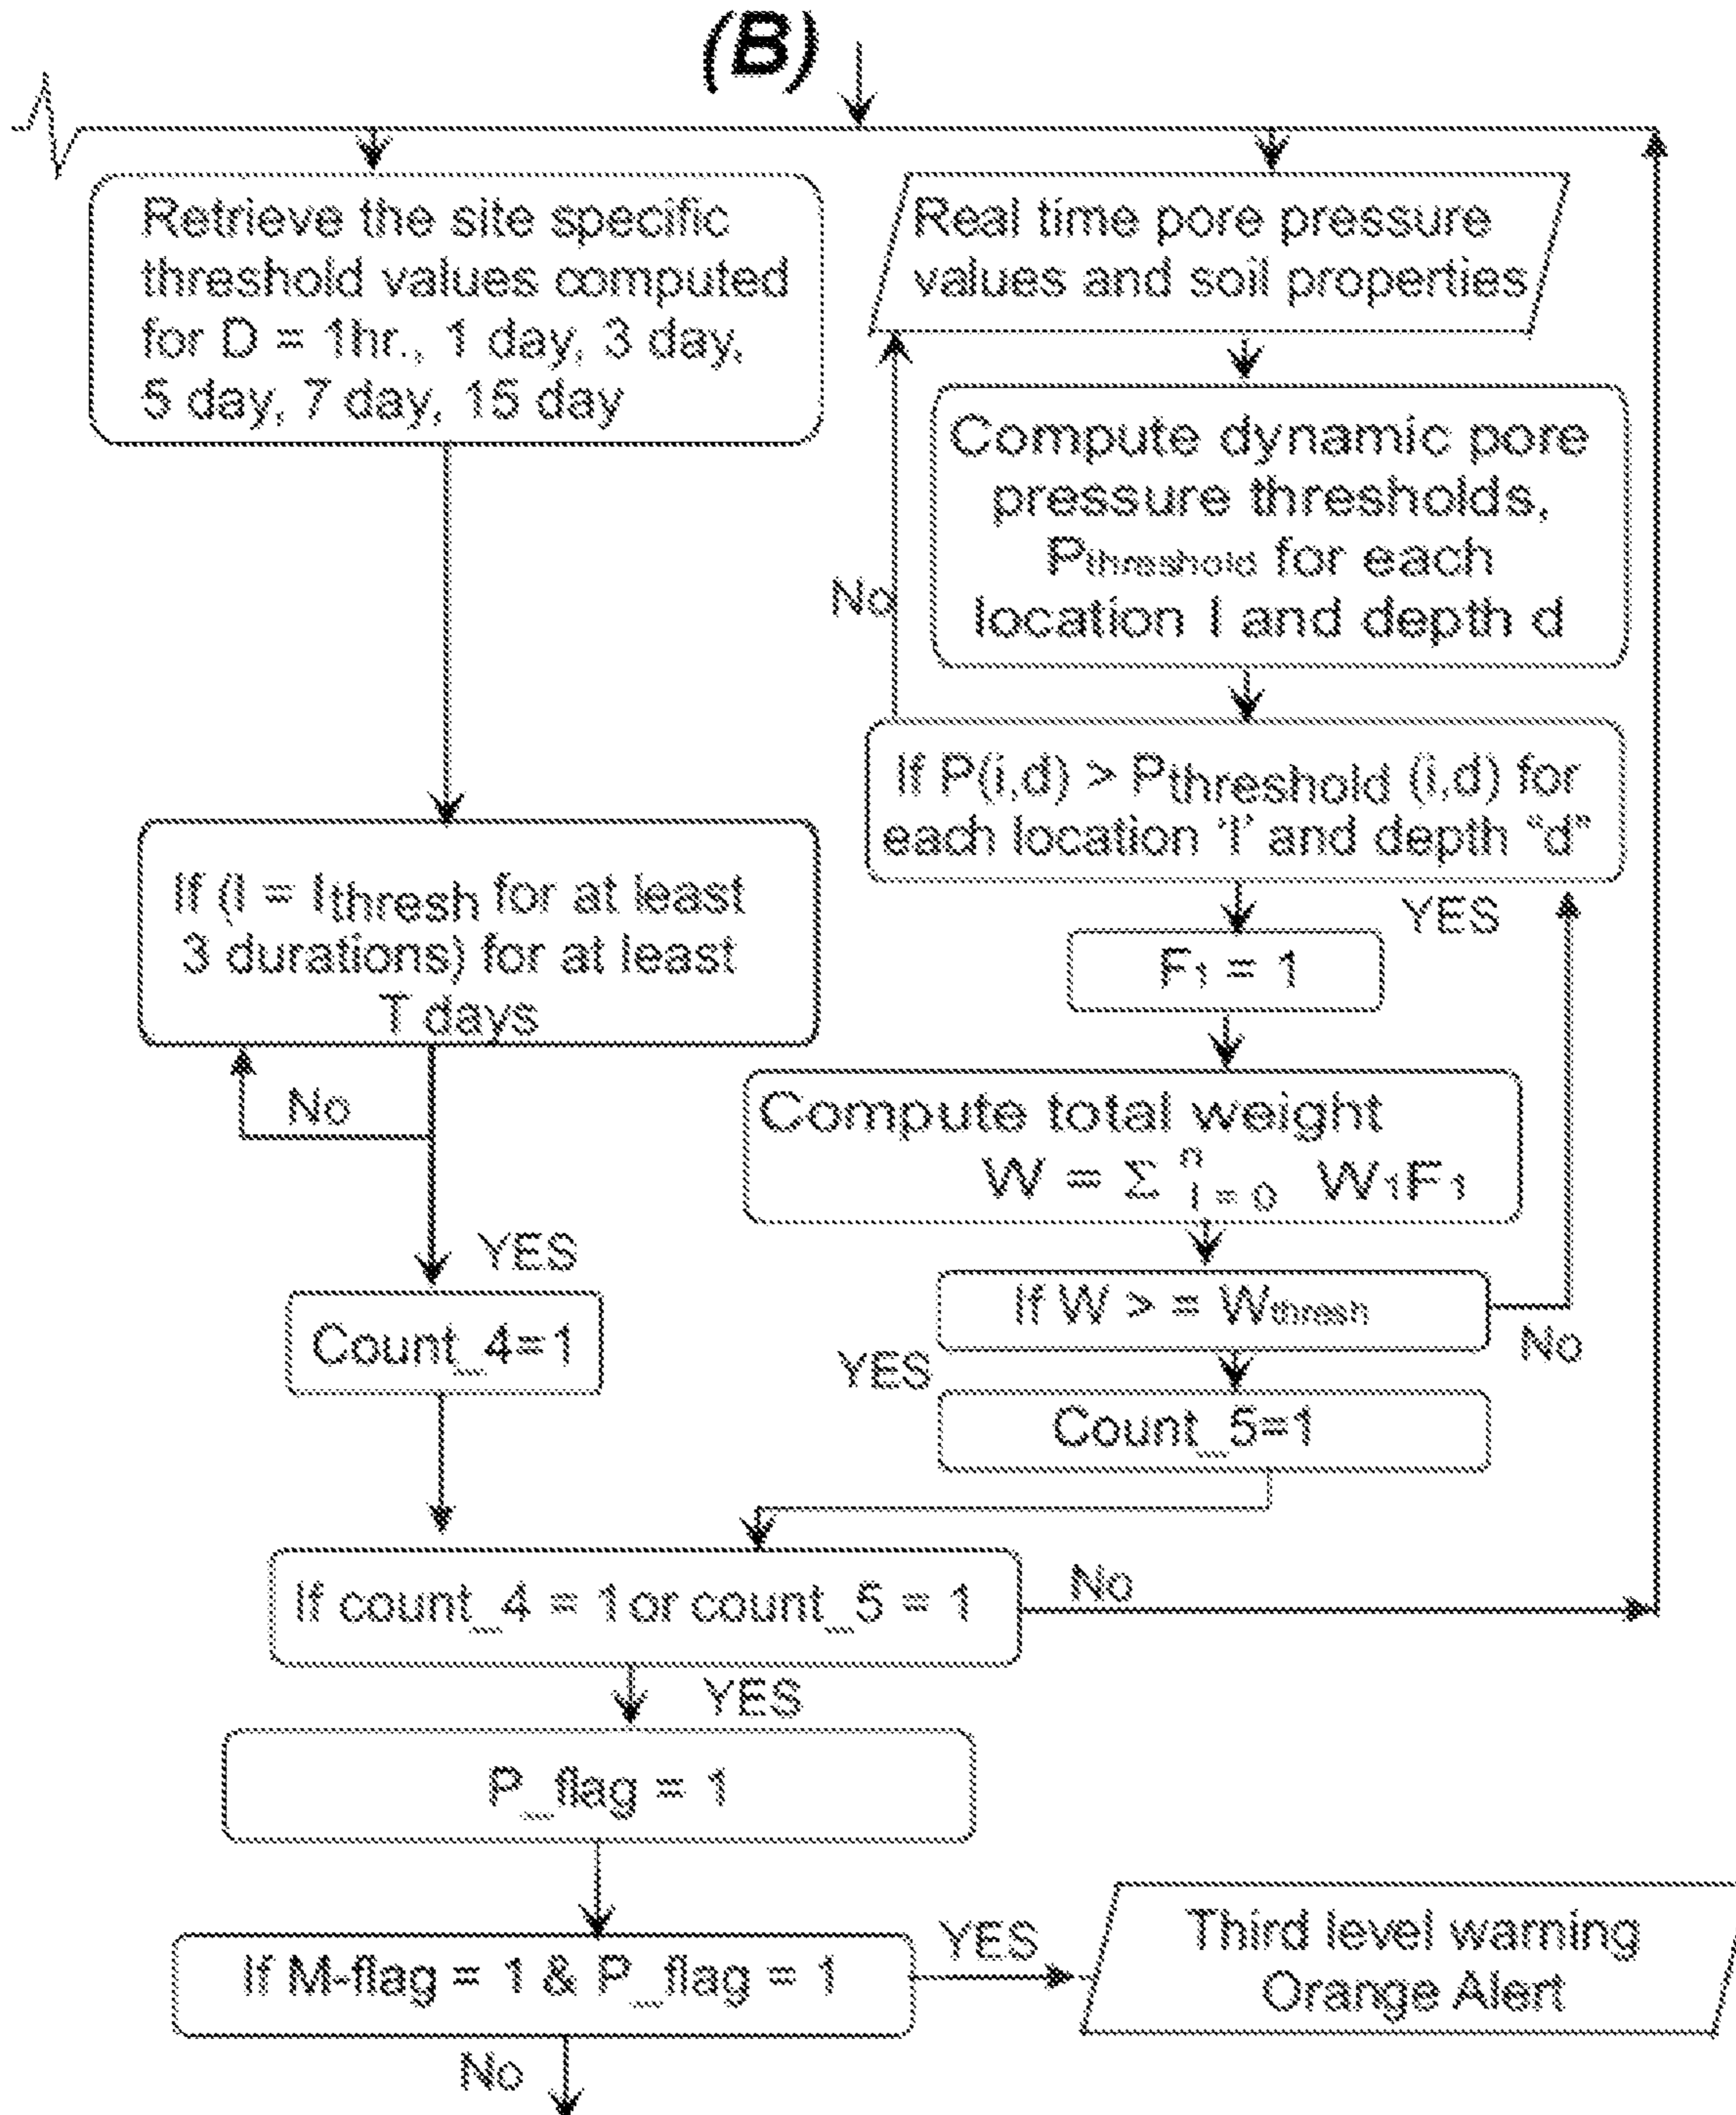 (B)
Retrieve the site specific
threshold values computed
for D = 1hr., 1 day, 3 day,
5 day, 7 day, 15 day
Real time pore pressure
values and soil properties
Compute dynamic pore
pressure thresholds,
Pthreshold for each
location I and depth d
No
If P(i,d) > Pthreshold (i,d) for
each location 'I' and depth "d"
YES
If (I = Ithresh for at least
3 durations) for at least
T days
No
YES
F1 = 1
Compute total weight
W = Σ n I = 0 W1F1
If W > = Wthresh
No
YES
Count_4=1
Count_5=1
If count_4 = 1or count_5 = 1
No
YES
P_flag = 1
If M-flag = 1 & P_flag = 1
YES
Third level warning
Orange Alert
No